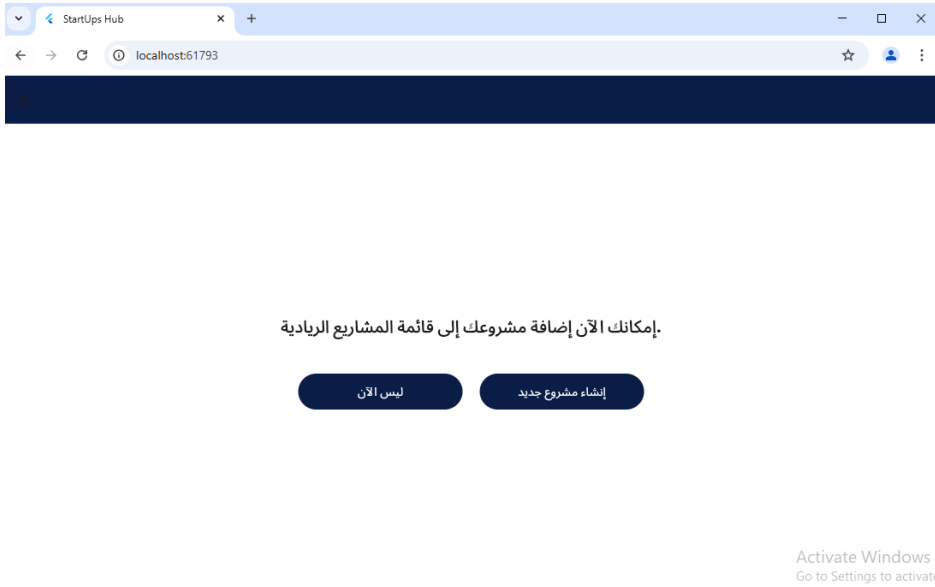 StartUps Hub
localhost:61793
إمكانك الآن إضافة مشروعك إلى قائمة المشاريع الريادية.
إنشاء مشروع جديد
ليس الآن
Activate Windows
Go to Settings to activat